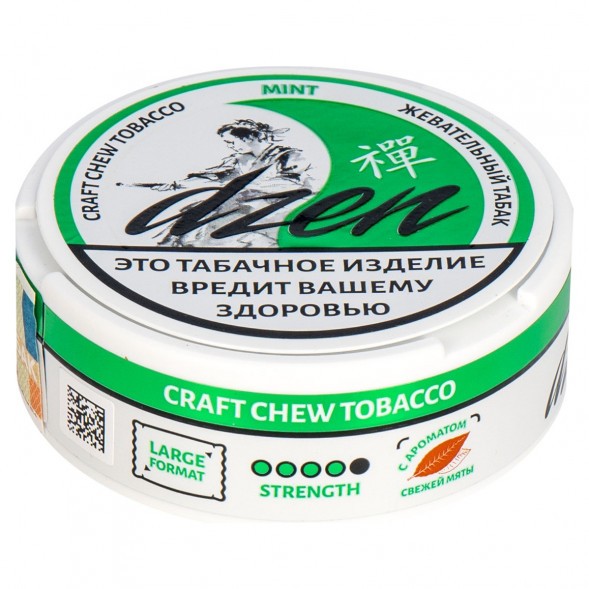 MINT
CRAFT CHEW TOBACCO
ЖЕВАТЕЛЬНЫЙ ТАБАК
禪
dzen
ЭТО ТАБАЧНОЕ ИЗДЕЛИЕ
ВРЕДИТ ВАШЕМУ
ЗДОРОВЬЮ
CRAFT CHEW TOBACCO
LARGE
FORMAT
STRENGTH
С АРОМАТОМ
СВЕЖЕЙ МЯТЫ